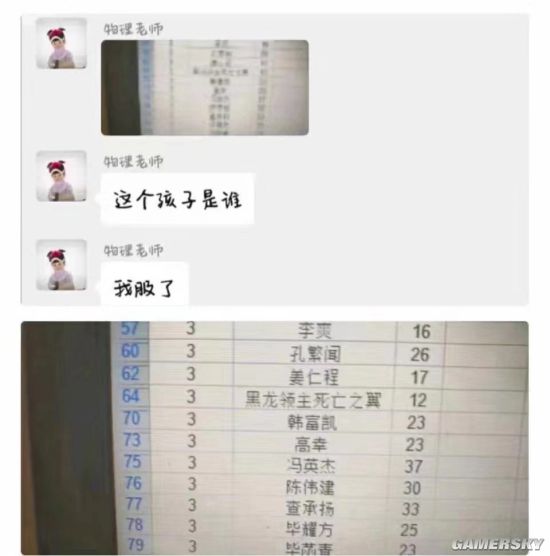 物理老师
物理老师
这个孩子是谁
物理老师
我服了
57 3 李爽 16
60 3 孔繁闻 26
62 3 姜仁程 17
64 3 黑龙领主死亡之翼 12
70 3 韩富凯 23
73 3 高幸 23
75 3 冯英杰 37
76 3 陈伟建 30
77 3 查承扬 33
78 3 毕耀方 25
79 3 毕菡青 23
GAMERSKY